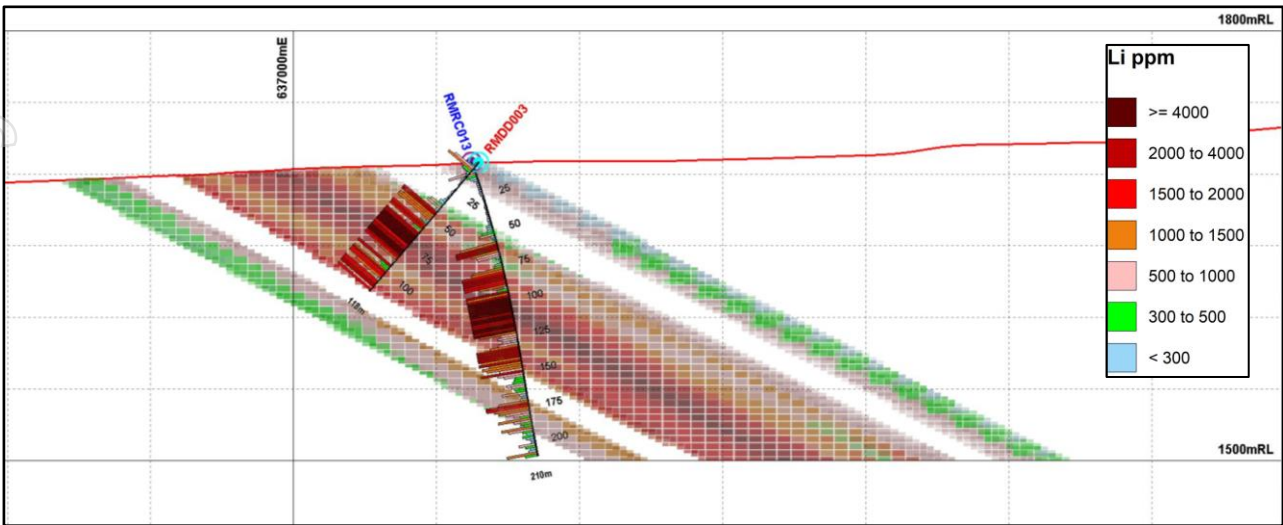 1800mRL
637000mE
RMRC013
RMDD003
Li ppm
>= 4000
2000 to 4000
1500 to 2000
1000 to 1500
500 to 1000
300 to 500
< 300
25
25
50
50
75
75
100
100
118m
125
150
175
200
210m
1500mRL